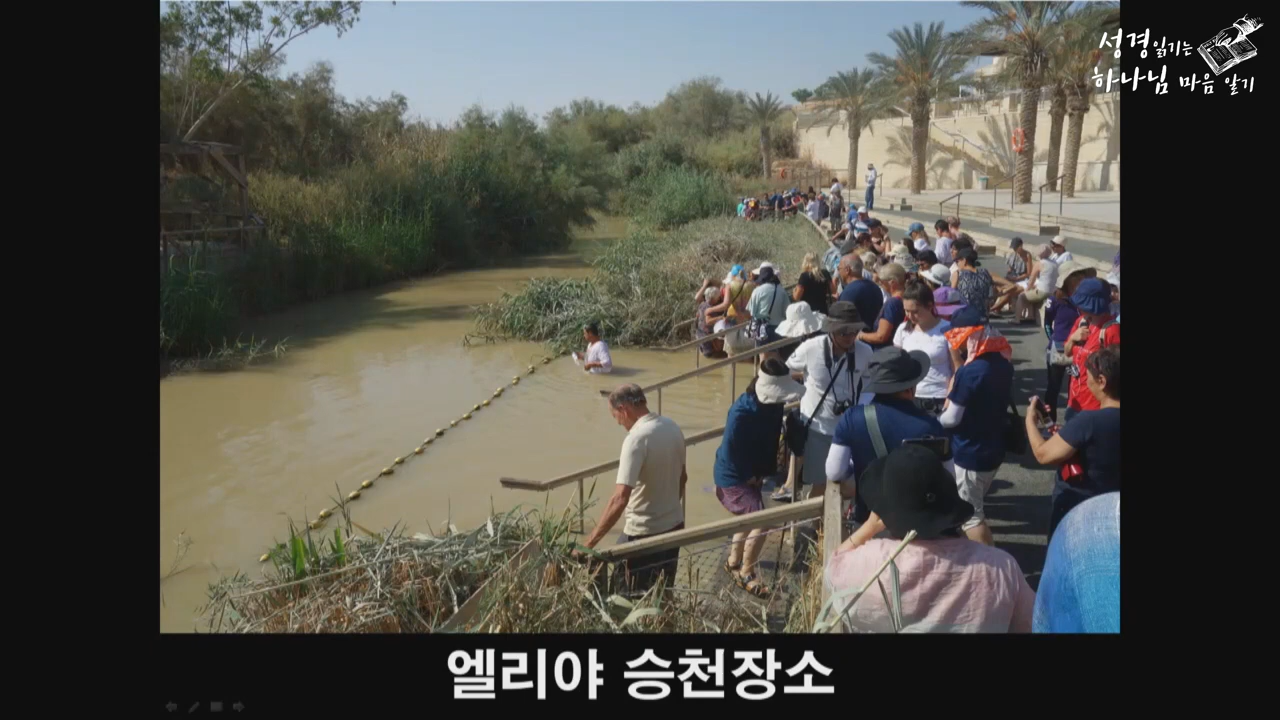 성경읽기는
하나님 마음 알기
엘리야 승천장소